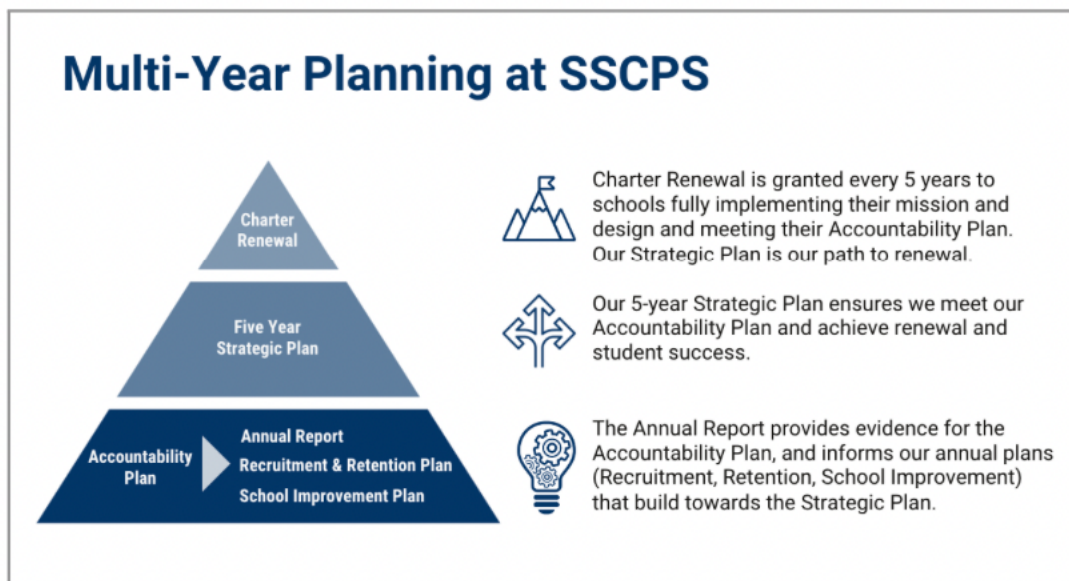 Multi-Year Planning at SSCPS
Charter
Renewal
Five Year
Strategic Plan
Accountability
Plan
Annual Report
Recruitment & Retention Plan
School Improvement Plan
Charter Renewal is granted every 5 years to
schools fully implementing their mission and
design and meeting their Accountability Plan.
Our Strategic Plan is our path to renewal.
Our 5-year Strategic Plan ensures we meet our
Accountability Plan and achieve renewal and
student success.
The Annual Report provides evidence for the
Accountability Plan, and informs our annual plans
(Recruitment, Retention, School Improvement)
that build towards the Strategic Plan.